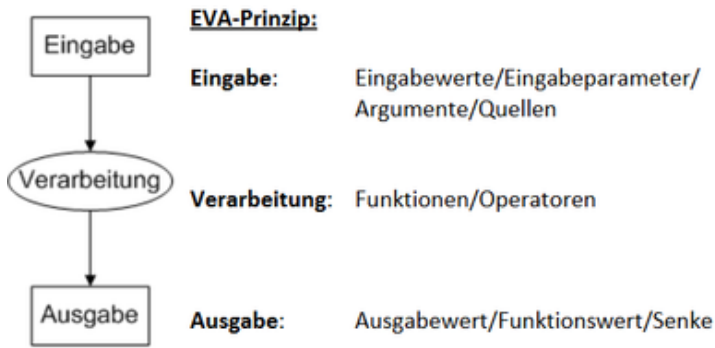 EVA-Prinzip:
Eingabe
Eingabe: Eingabewerte/Eingabeparameter/
Argumente/Quellen
Verarbeitung
Verarbeitung: Funktionen/Operatoren
Ausgabe
Ausgabe: Ausgabewert/Funktionswert/Senke